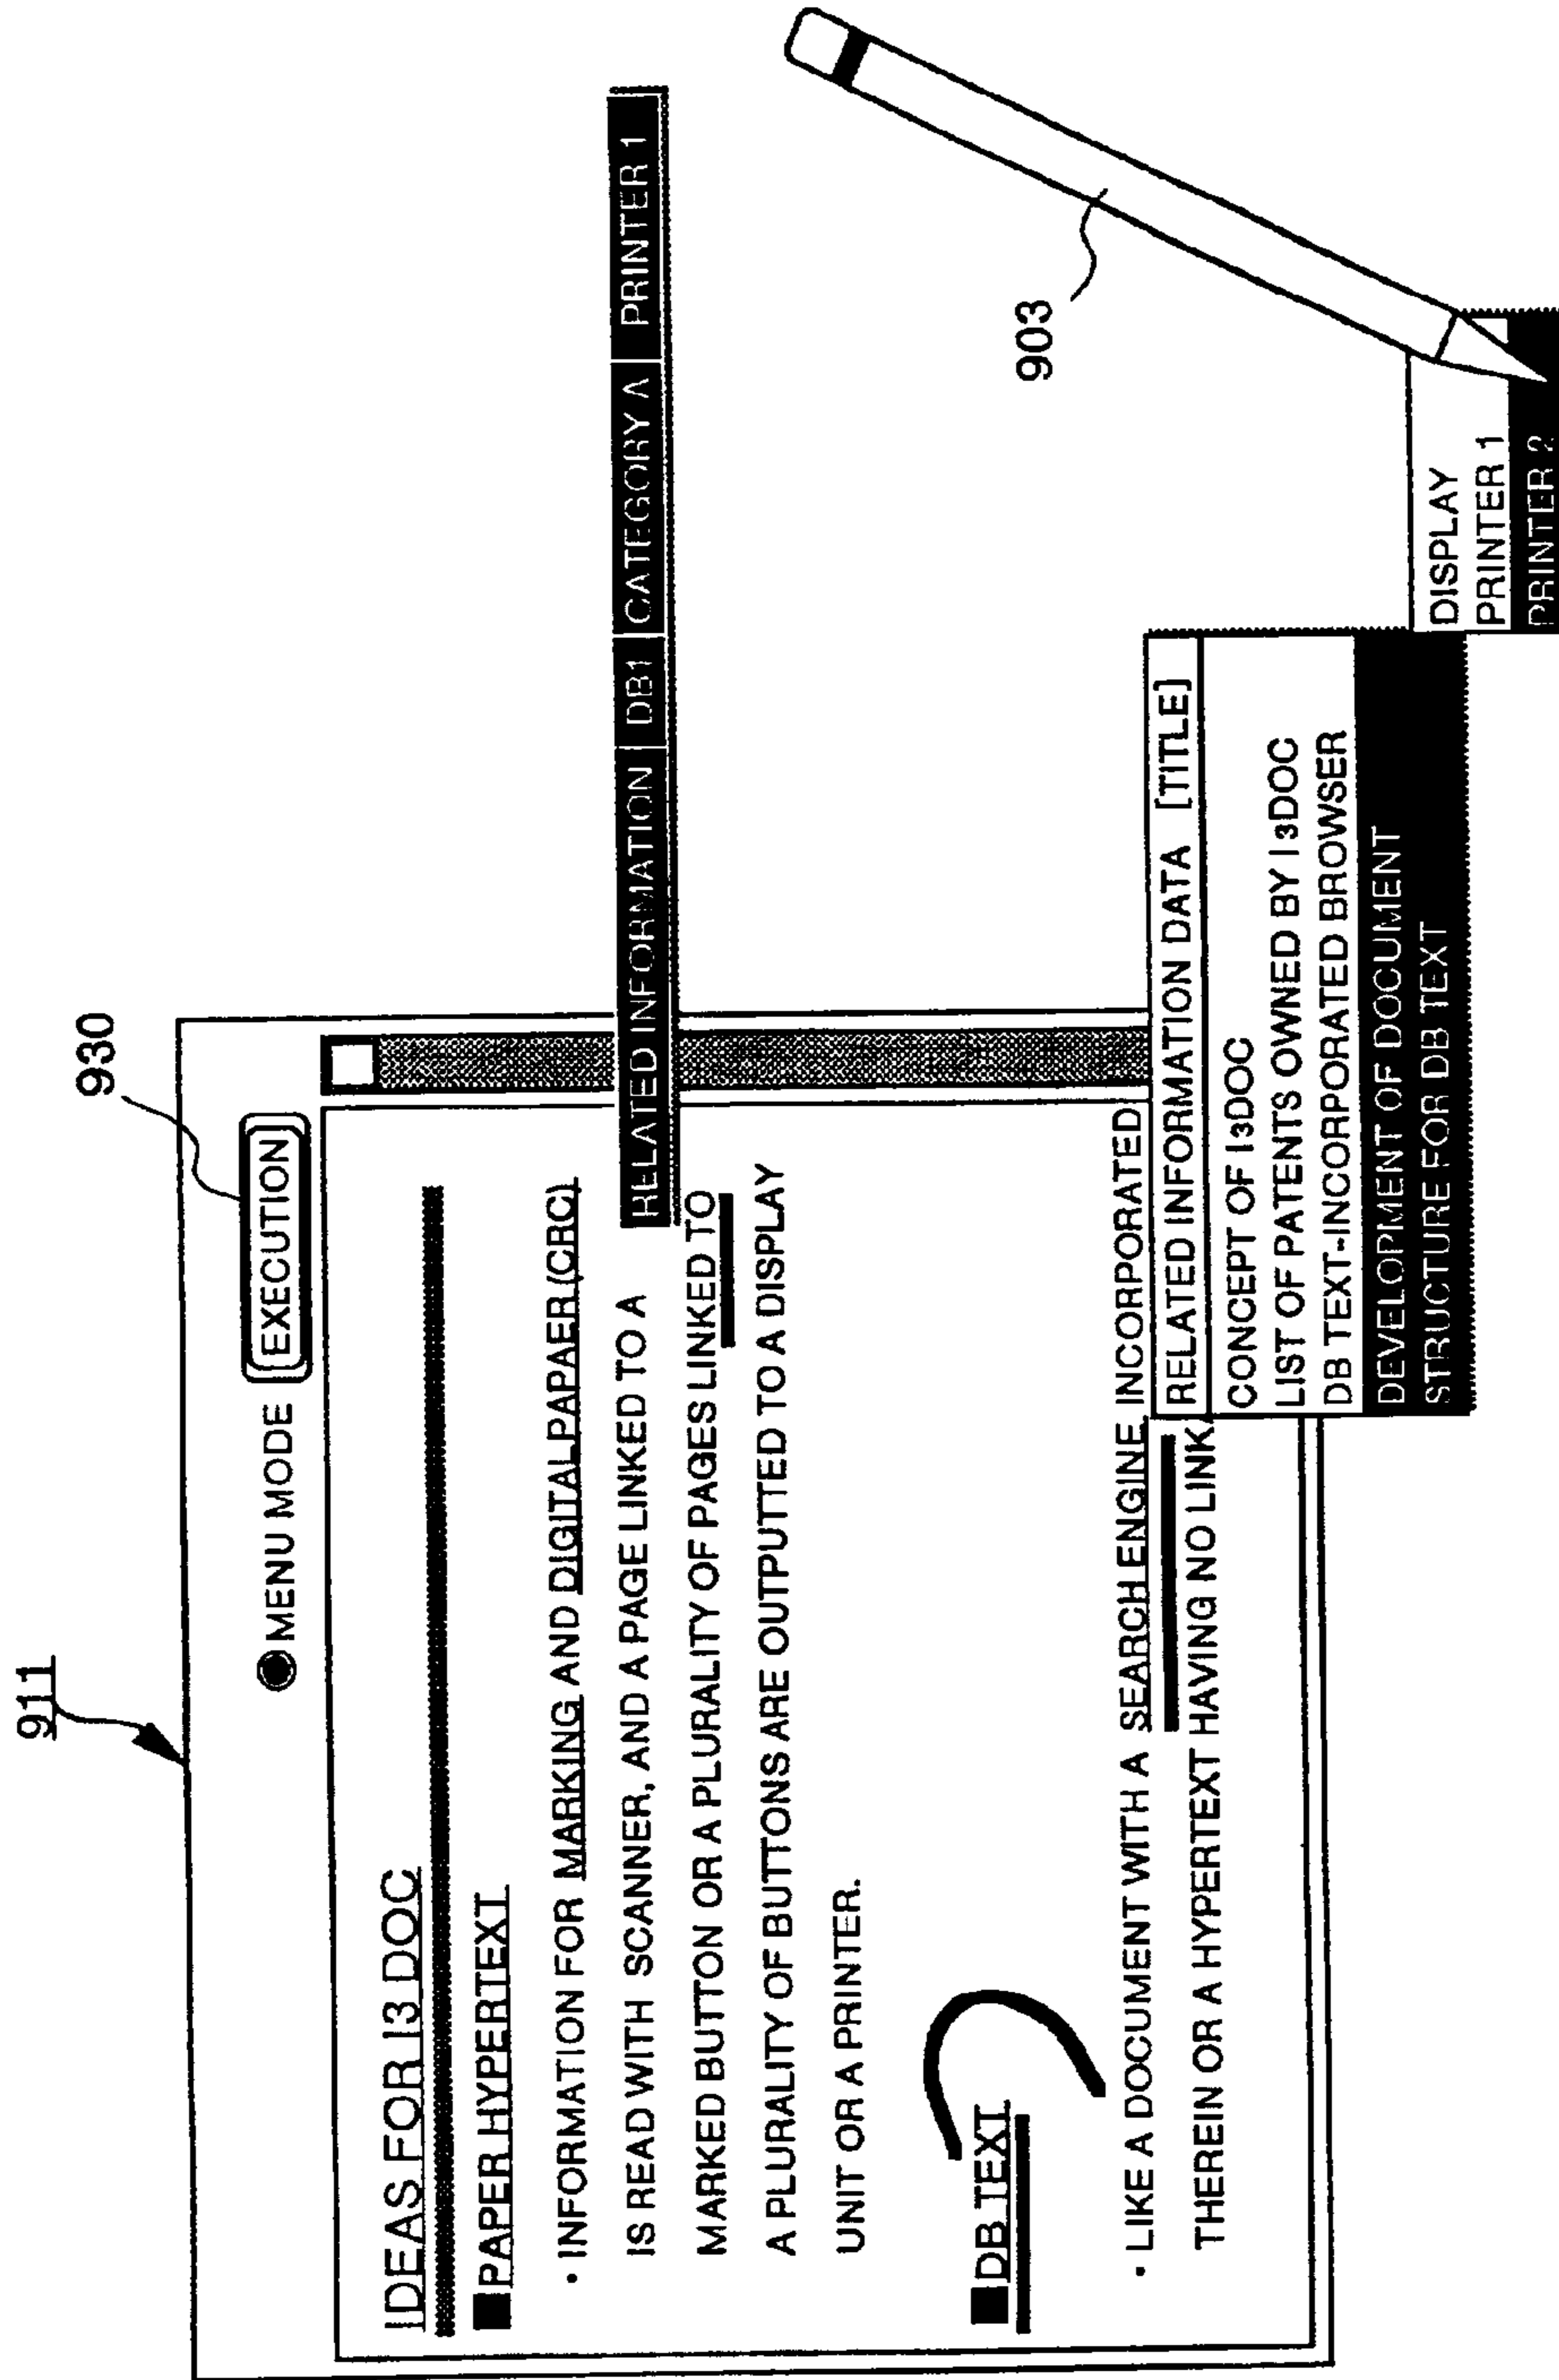 911
930
MENU MODE
EXECUTION
IDEAS FOR I3 DOC
PAPER HYPERTEXT
• INFORMATION FOR MARKING AND DIGITALPAPAER(CRC)
IS READ WITH SCANNER, AND A PAGE LINKED TO A
MARKED BUTTON OR A PLURALITY OF PAGES LINKED TO
A PLURALITY OF BUTTONS ARE OUTPUTTED TO A DISPLAY
UNIT OR A PRINTER.
RELATED INFORMATION DB1 CATEGORY A PRINTER 1
903
DB TEXT
• LIKE A DOCUMENT WITH A SEARCH ENGINE INCORPORATED
THEREIN OR A HYPERTEXT HAVING NO LINK
RELATED INFORMATION DATA [TITLE]
CONCEPT OF I3DOC
LIST OF PATENTS OWNED BY I3DOC
DB TEXT-INCORPORATED BROWSER
DEVELOPMENT OF DOCUMENT
STRUCTURE FOR DB TEXT
DISPLAY
PRINTER 1
PRINTER 2